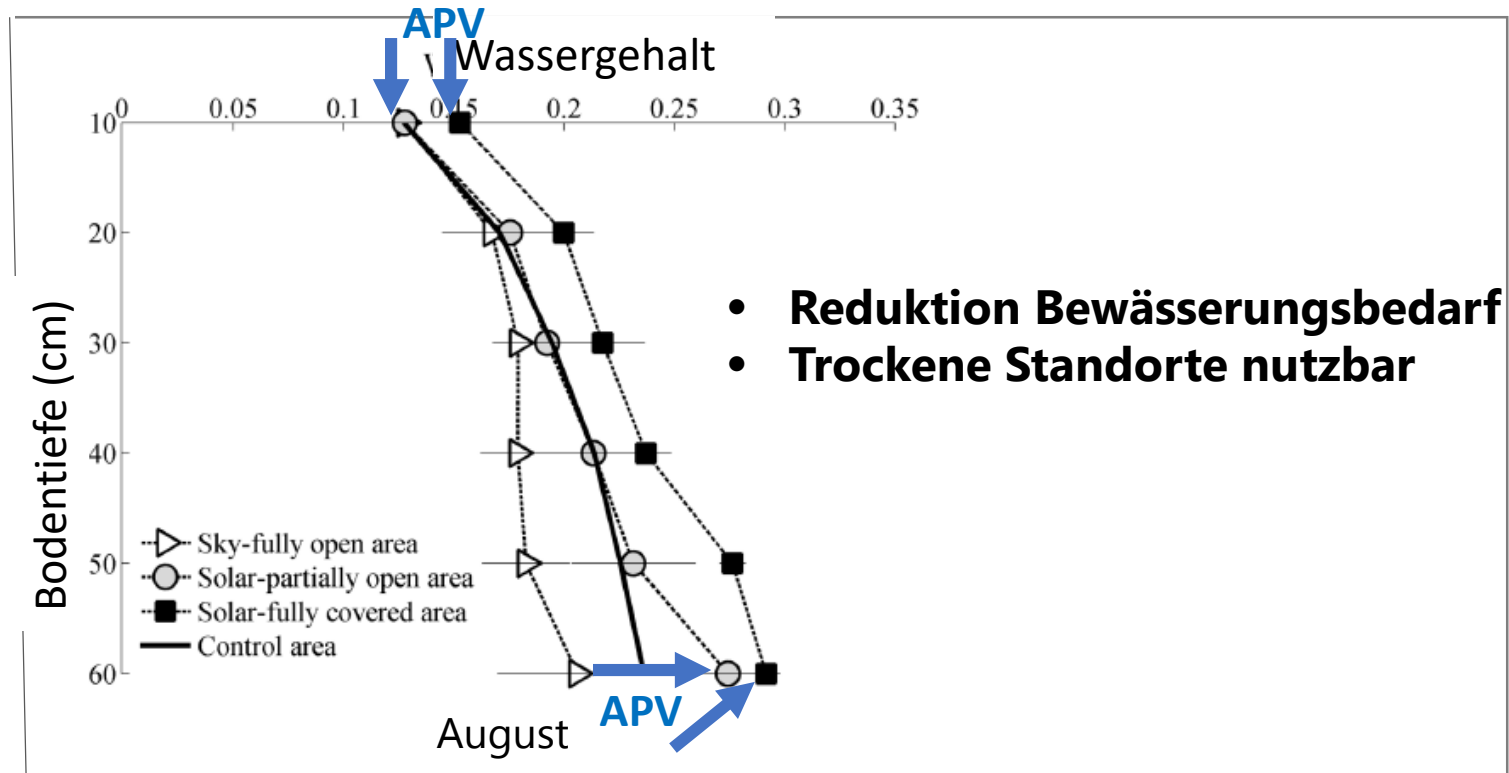 APV
Wassergehalt
0 0.05 0.1 0.15 0.2 0.25 0.3 0.35
10
20
• Reduktion Bewässerungsbedarf
30
• Trockene Standorte nutzbar
Bodentiefe (cm)
40
Sky-fully open area
50
Solar-partially open area
Solar-fully covered area
Control area
60
APV
August